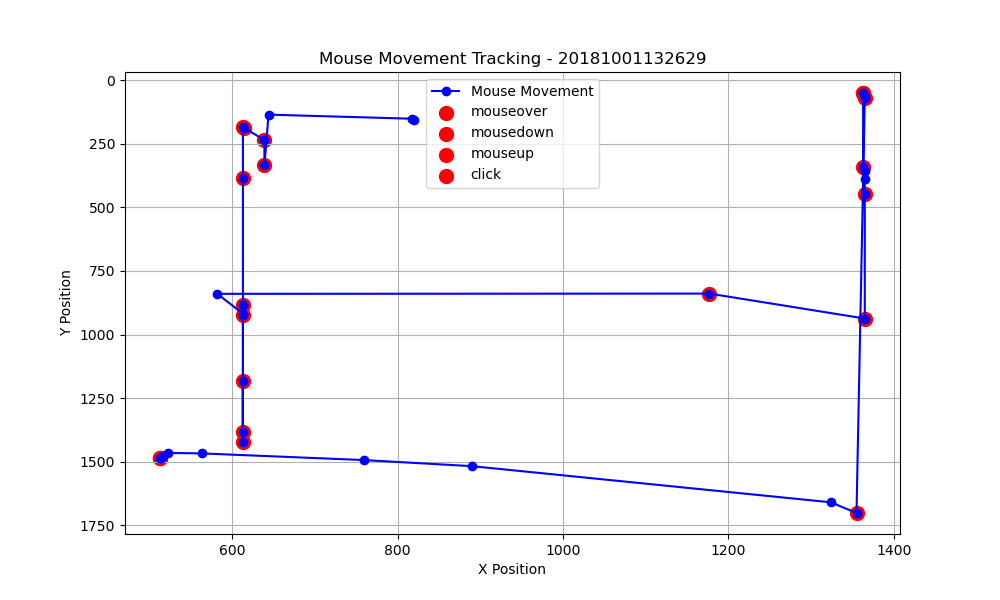 Mouse Movement Tracking - 20181001132629
Mouse Movement
mouseover
mousedown
mouseup
click
0
250
500
750
1000
1250
1500
1750
Y Position
600
800
1000
1200
1400
X Position